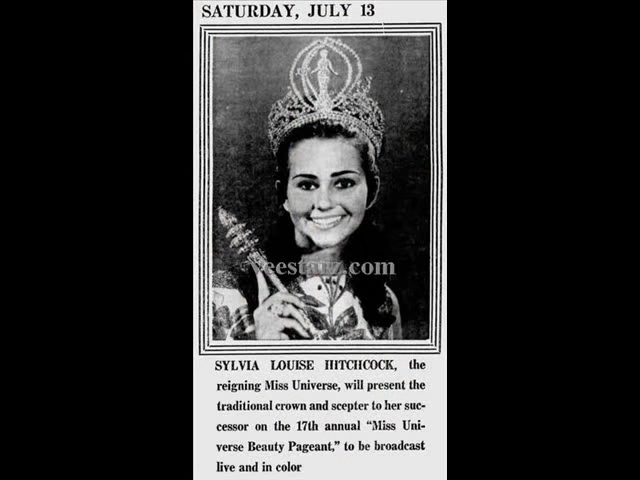 SATURDAY, JULY 13
eestarz.com
SYLVIA LOUISE HITCHCOCK, the
reigning Miss Universe, will present the
traditional crown and scepter to her suc-
cessor on the 17th annual “Miss Uni-
verse Beauty Pageant,” to be broadcast
live and in color